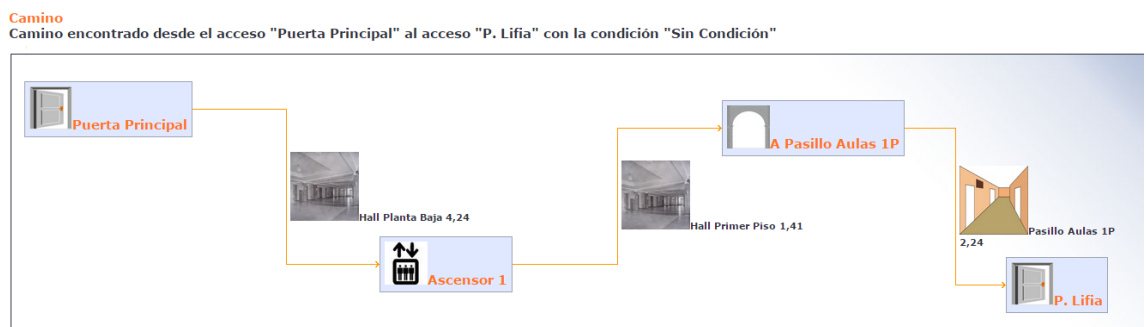 Camino
Camino encontrado desde el acceso "Puerta Principal" al acceso "P. Lifia" con la condición "Sin Condición"
Puerta Principal
Hall Planta Baja 4,24
Ascensor 1
Hall Primer Piso 1,41
A Pasillo Aulas 1P
Pasillo Aulas 1P
2,24
P. Lifia